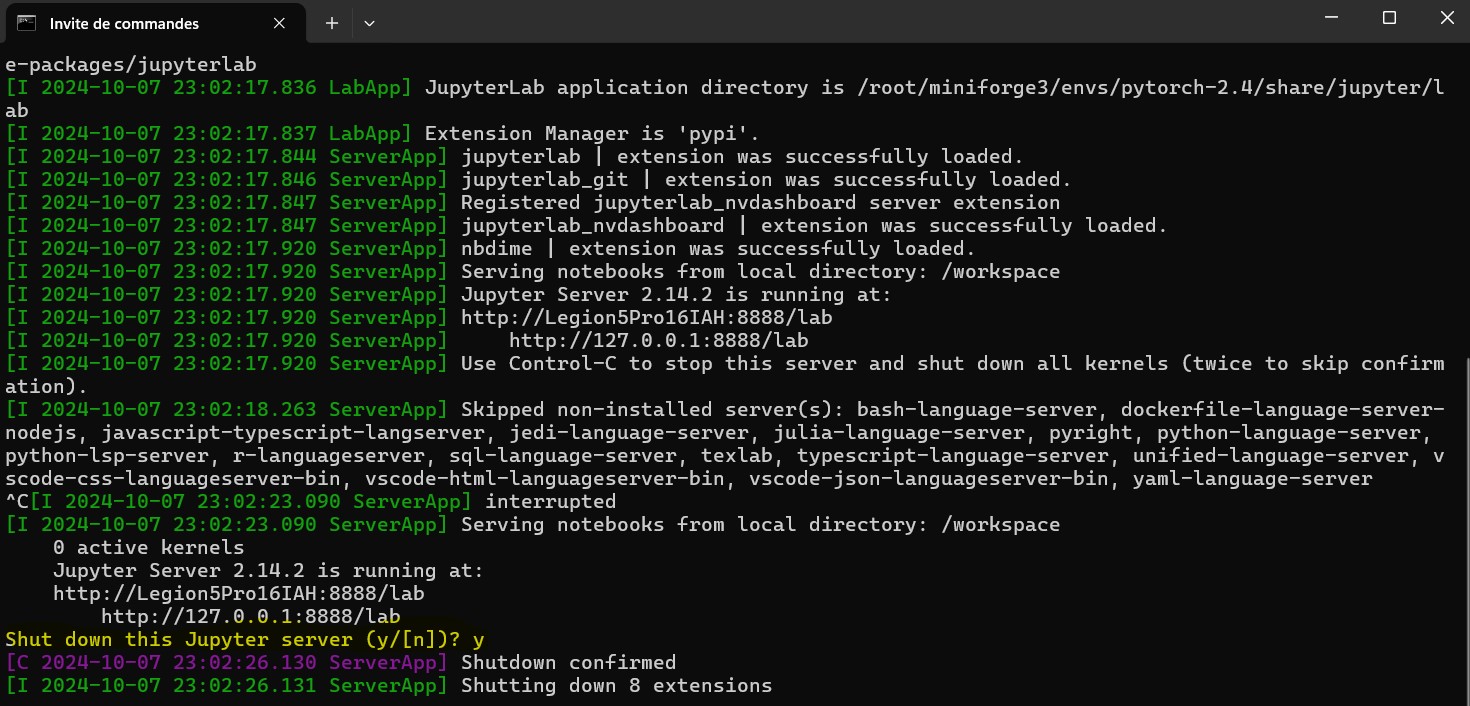 Invite de commandes
e-packages/jupyterlab
[I 2024-10-07 23:02:17.836 LabApp] JupyterLab application directory is /root/miniforge3/envs/pytorch-2.4/share/jupyter/l
ab
[I 2024-10-07 23:02:17.837 LabApp] Extension Manager is 'pypi'.
[I 2024-10-07 23:02:17.844 ServerApp] jupyterlab | extension was successfully loaded.
[I 2024-10-07 23:02:17.846 ServerApp] jupyterlab_git | extension was successfully loaded.
[I 2024-10-07 23:02:17.847 ServerApp] Registered jupyterlab_nvdashboard server extension
[I 2024-10-07 23:02:17.847 ServerApp] jupyterlab_nvdashboard | extension was successfully loaded.
[I 2024-10-07 23:02:17.920 ServerApp] nbdime | extension was successfully loaded.
[I 2024-10-07 23:02:17.920 ServerApp] Serving notebooks from local directory: /workspace
[I 2024-10-07 23:02:17.920 ServerApp] Jupyter Server 2.14.2 is running at:
[I 2024-10-07 23:02:17.920 ServerApp] http://Legion5Pro16IAH:8888/lab
[I 2024-10-07 23:02:17.920 ServerApp]     http://127.0.0.1:8888/lab
[I 2024-10-07 23:02:17.920 ServerApp] Use Control-C to stop this server and shut down all kernels (twice to skip confirm
ation).
[I 2024-10-07 23:02:18.263 ServerApp] Skipped non-installed server(s): bash-language-server, dockerfile-language-server-
nodejs, javascript-typescript-langserver, jedi-language-server, julia-language-server, pyright, python-language-server,
python-lsp-server, r-languageserver, sql-language-server, texlab, typescript-language-server, unified-language-server, v
scode-css-languageserver-bin, vscode-html-languageserver-bin, vscode-json-languageserver-bin, yaml-language-server
^C[I 2024-10-07 23:02:23.090 ServerApp] interrupted
[I 2024-10-07 23:02:23.090 ServerApp] Serving notebooks from local directory: /workspace
    0 active kernels
    Jupyter Server 2.14.2 is running at:
    http://Legion5Pro16IAH:8888/lab
        http://127.0.0.1:8888/lab
Shut down this Jupyter server (y/[n])? y
[C 2024-10-07 23:02:26.130 ServerApp] Shutdown confirmed
[I 2024-10-07 23:02:26.131 ServerApp] Shutting down 8 extensions